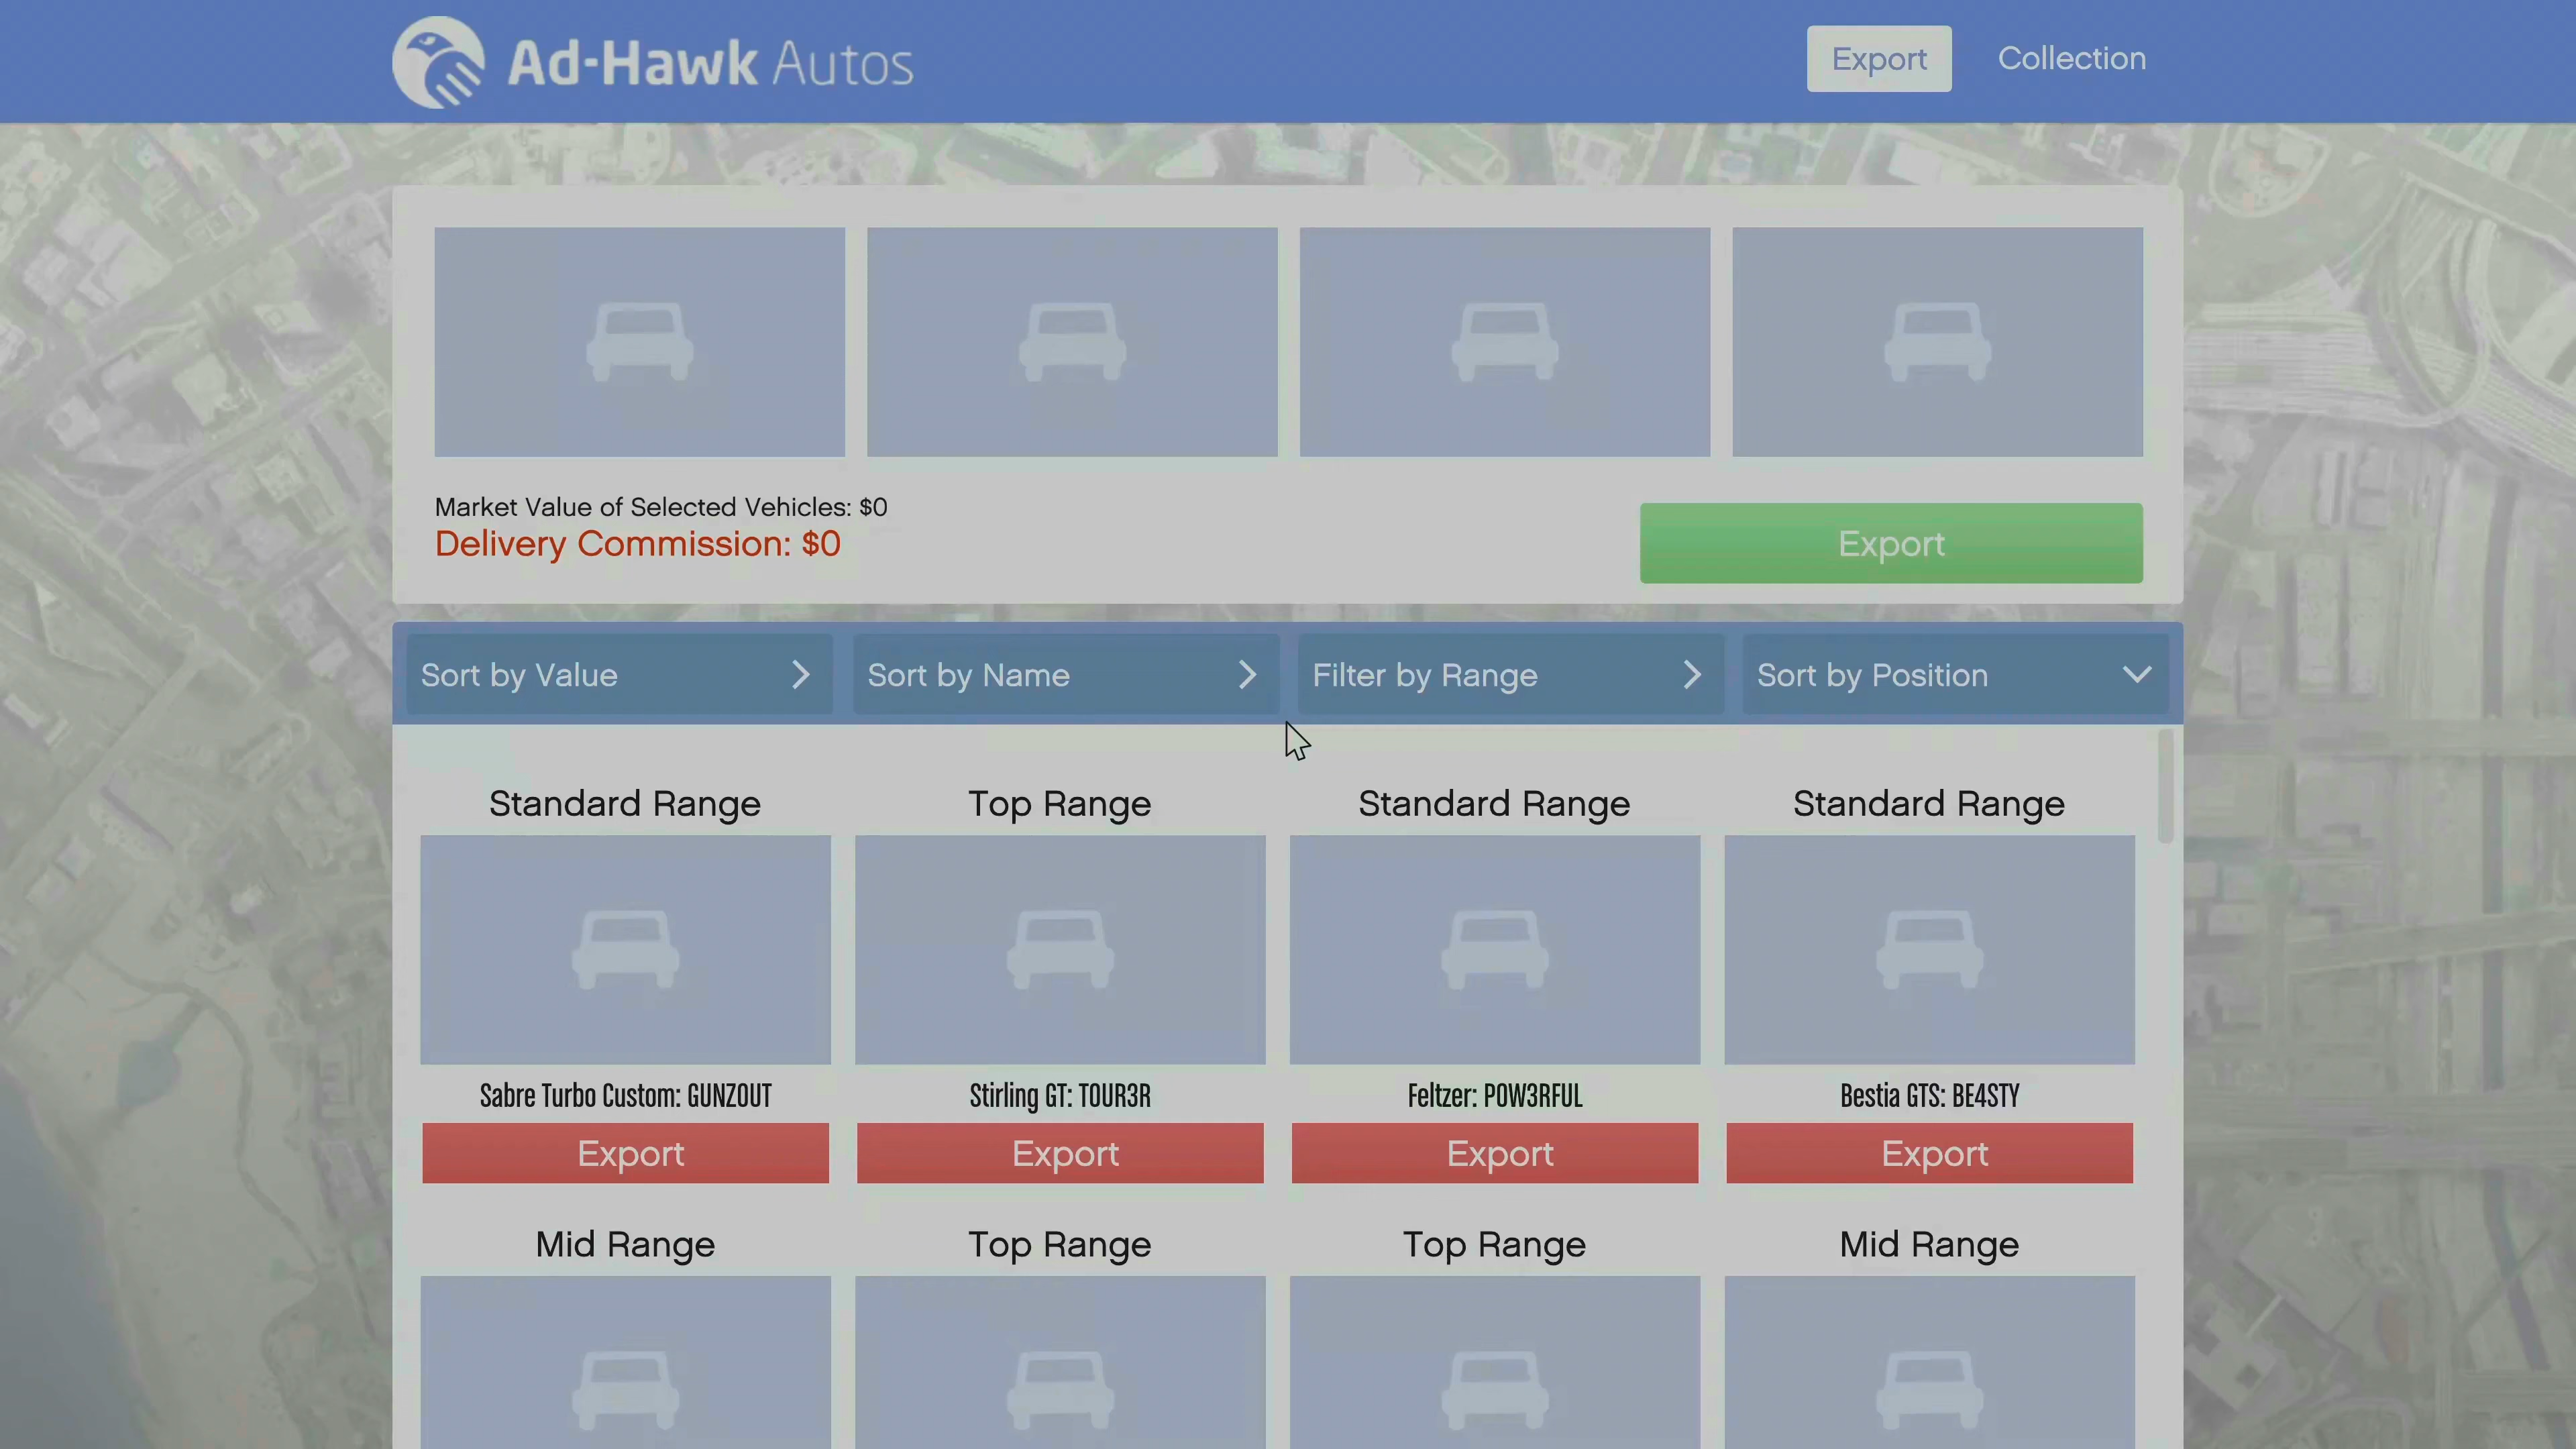 Ad-Hawk Autos
Export
Collection
Market Value of Selected Vehicles: $0
Delivery Commission: $0
Export
Sort by Value
Sort by Name
Filter by Range
Sort by Position
Standard Range
Top Range
Standard Range
Standard Range
Sabre Turbo Custom: GUNZOUT
Stirling GT: TOUR3R
Feltzer: POW3RFUL
Bestia GTS: BE4STY
Export
Export
Export
Export
Mid Range
Top Range
Top Range
Mid Range